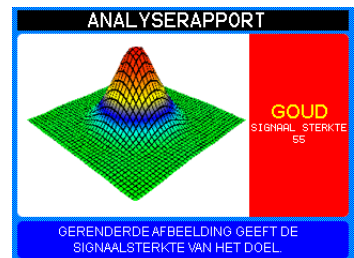 ANALYSERAPPORT
GOUD
SIGNAAL STERKTE
55
GERENDERDE AFBEELDING GEEFT DE
SIGNAALSTERKTE VAN HET DOEL.